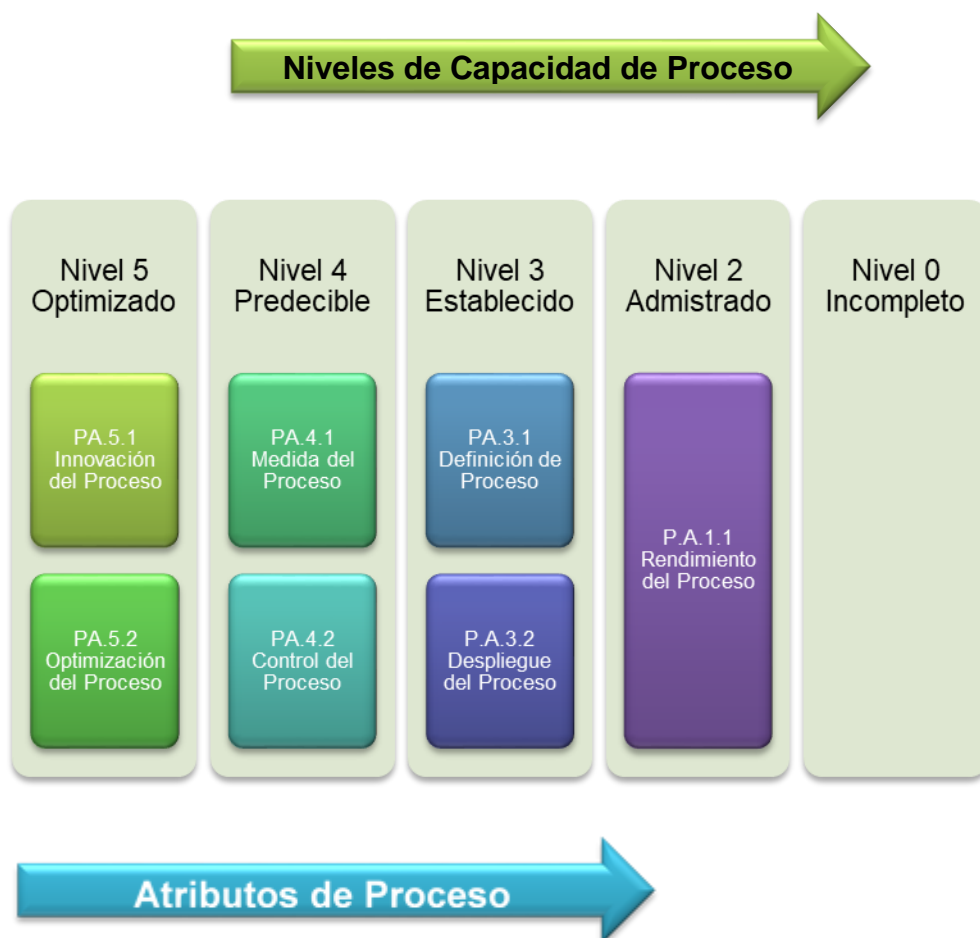 Niveles de Capacidad de Proceso
Nivel 5
Optimizado
PA.5.1
Innovación
del Proceso
PA.5.2
Optimización
del Proceso
Nivel 4
Predecible
PA.4.1
Medida del
Proceso
PA.4.2
Control del
Proceso
Nivel 3
Establecido
PA.3.1
Definición de
Proceso
P.A.3.2
Despliegue
del Proceso
Nivel 2
Admistrado
P.A.1.1
Rendimiento
del Proceso
Nivel 0
Incompleto
Atributos de Proceso